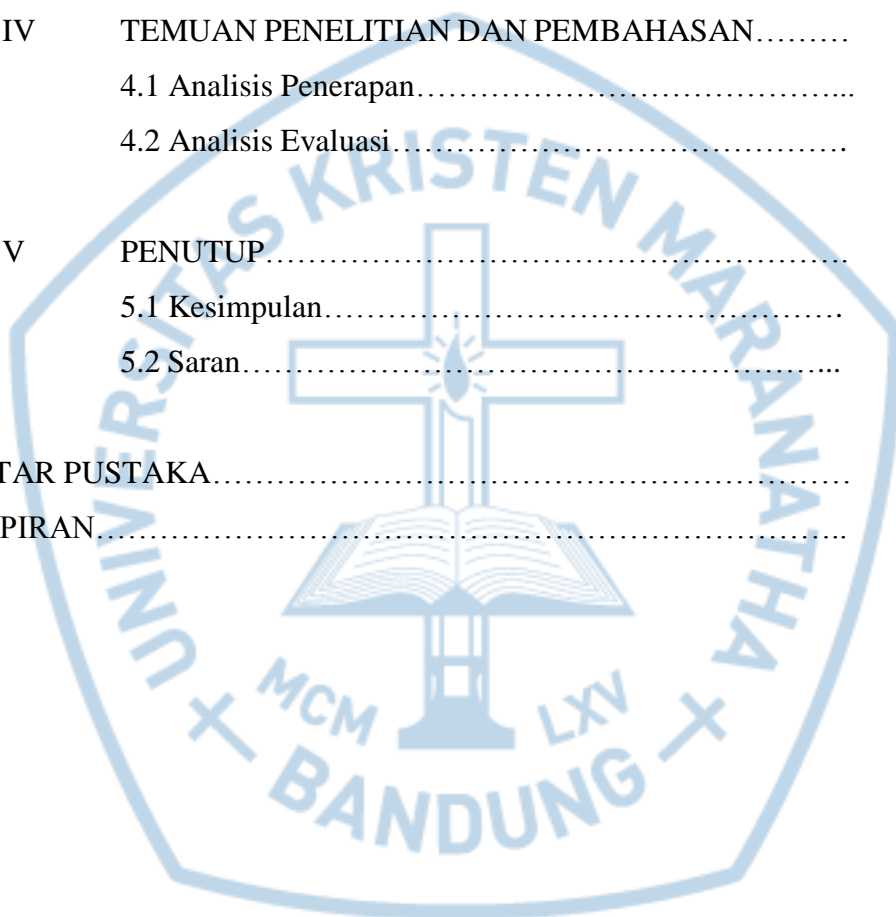 IV TEMUAN PENELITIAN DAN PEMBAHASAN………
4.1 Analisis Penerapan…………………………………...
4.2 Analisis Evaluasi…………………………………….
V PENUTUP……………………………………………….
5.1 Kesimpulan………………………………………….
5.2 Saran………………………………………………...
TAR PUSTAKA……………………………………………………
PIRAN……………………………………………………………..
UNIVERSITAS KRISTEN MARANATHA
MCM LXV
BANDUNG